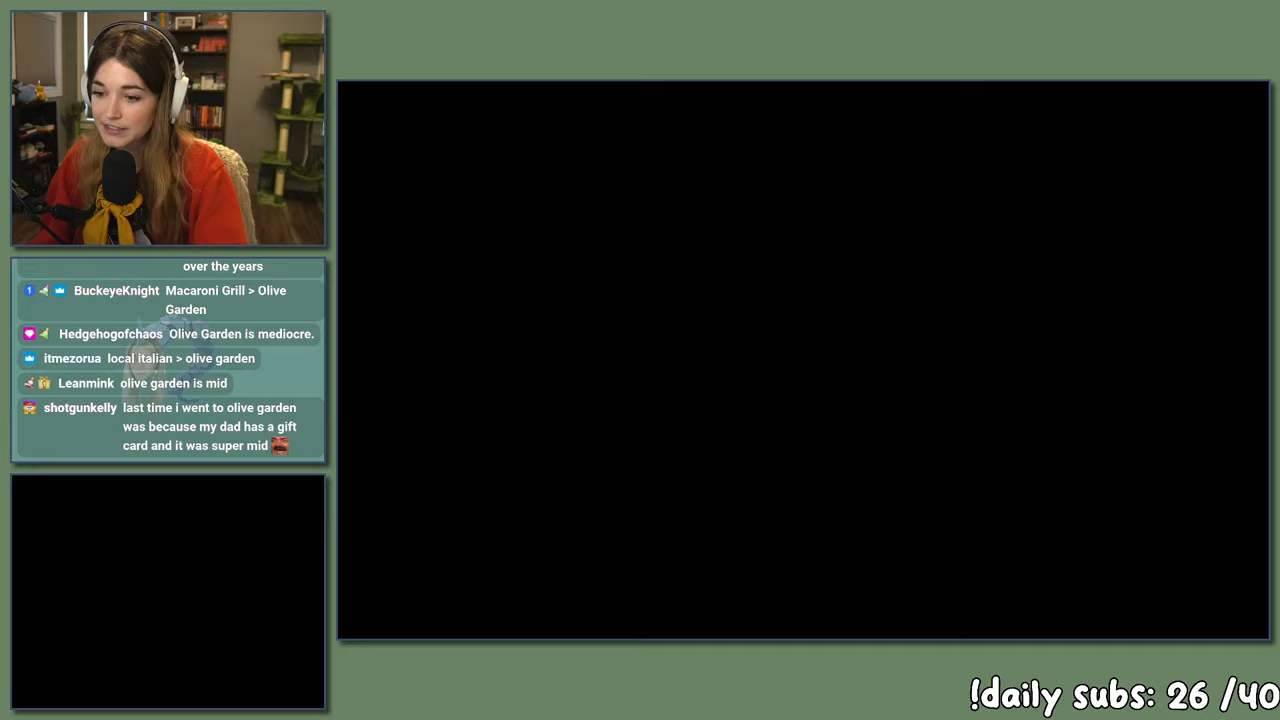 over the years
1 BuckeyeKnight Macaroni Grill > Olive
Garden
Hedgehogofchaos Olive Garden is mediocre.
itmezorua local italian > olive garden
Leanmink olive garden is mid
shotgunkelly last time i went to olive garden
was because my dad has a gift
card and it was super mid
!daily subs: 26 /40